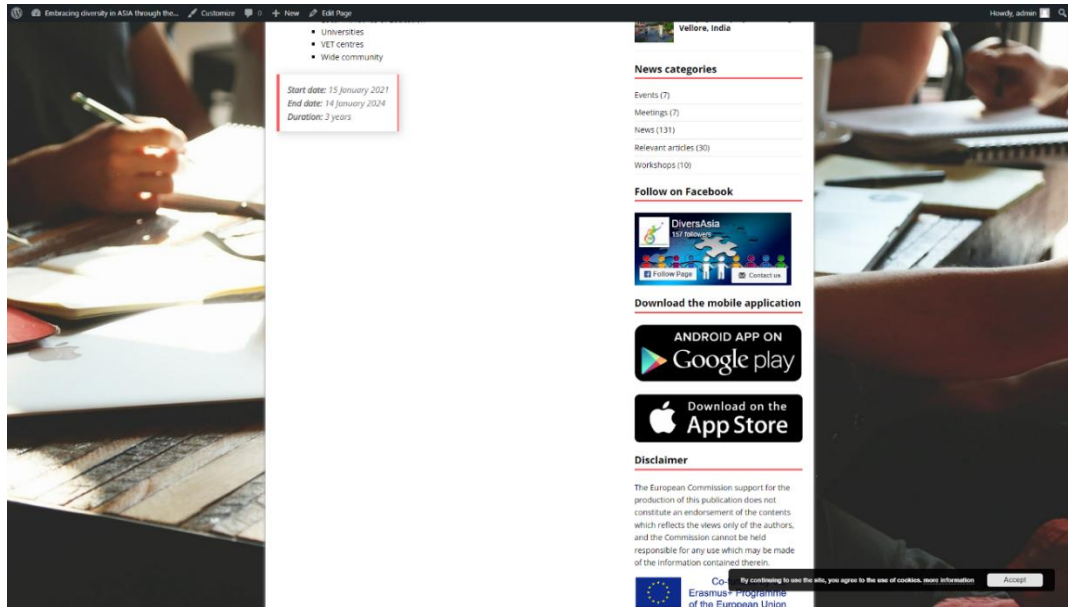 Embracing diversity in ASIA through the... Customize 0 + New Edit Page Howdy, admin
Universities
VET centres
Wide community
Start date: 15 January 2021
End date: 14 January 2024
Duration: 3 years
Vellore, India
News categories
Events (7)
Meetings (7)
News (131)
Relevant articles (30)
Workshops (10)
Follow on Facebook
DiversAsia
157 followers
Follow Page Contact us
Download the mobile application
ANDROID APP ON
Google play
Download on the
App Store
Disclaimer
The European Commission support for the
production of this publication does not
constitute an endorsement of the contents
which reflects the views only of the authors,
and the Commission cannot be held
responsible for any use which may be made
of the information contained therein.
By continuing to use the site, you agree to the use of cookies. more information Accept
Erasmus+ Programme
of the European Union